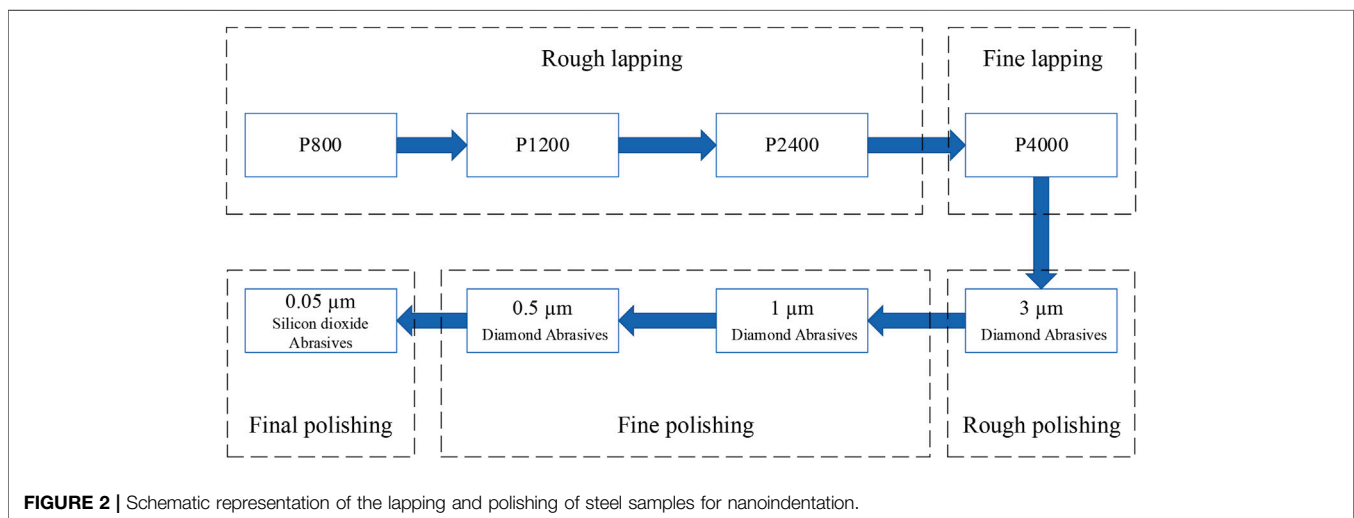 Rough lapping
Fine lapping
P800
P1200
P2400
P4000
0.05 µm
Silicon dioxide
Abrasives
0.5 µm
Diamond Abrasives
1 µm
Diamond Abrasives
3 µm
Diamond Abrasives
Final polishing
Fine polishing
Rough polishing
FIGURE 2 | Schematic representation of the lapping and polishing of steel samples for nanoindentation.